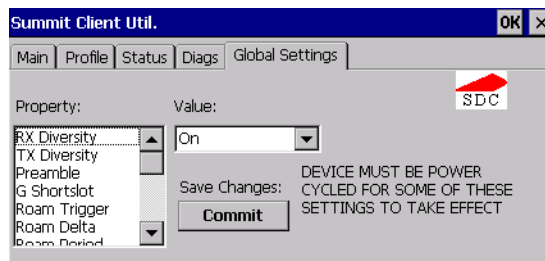 Summit Client Util.
OK ×
Main Profile Status Diags Global Settings
SDC
Property:
Value:
RX Diversity
TX Diversity
Preamble
G Shortslot
Roam Trigger
Roam Delta
Roam Period
On
Save Changes:
Commit
DEVICE MUST BE POWER
CYCLED FOR SOME OF THESE
SETTINGS TO TAKE EFFECT